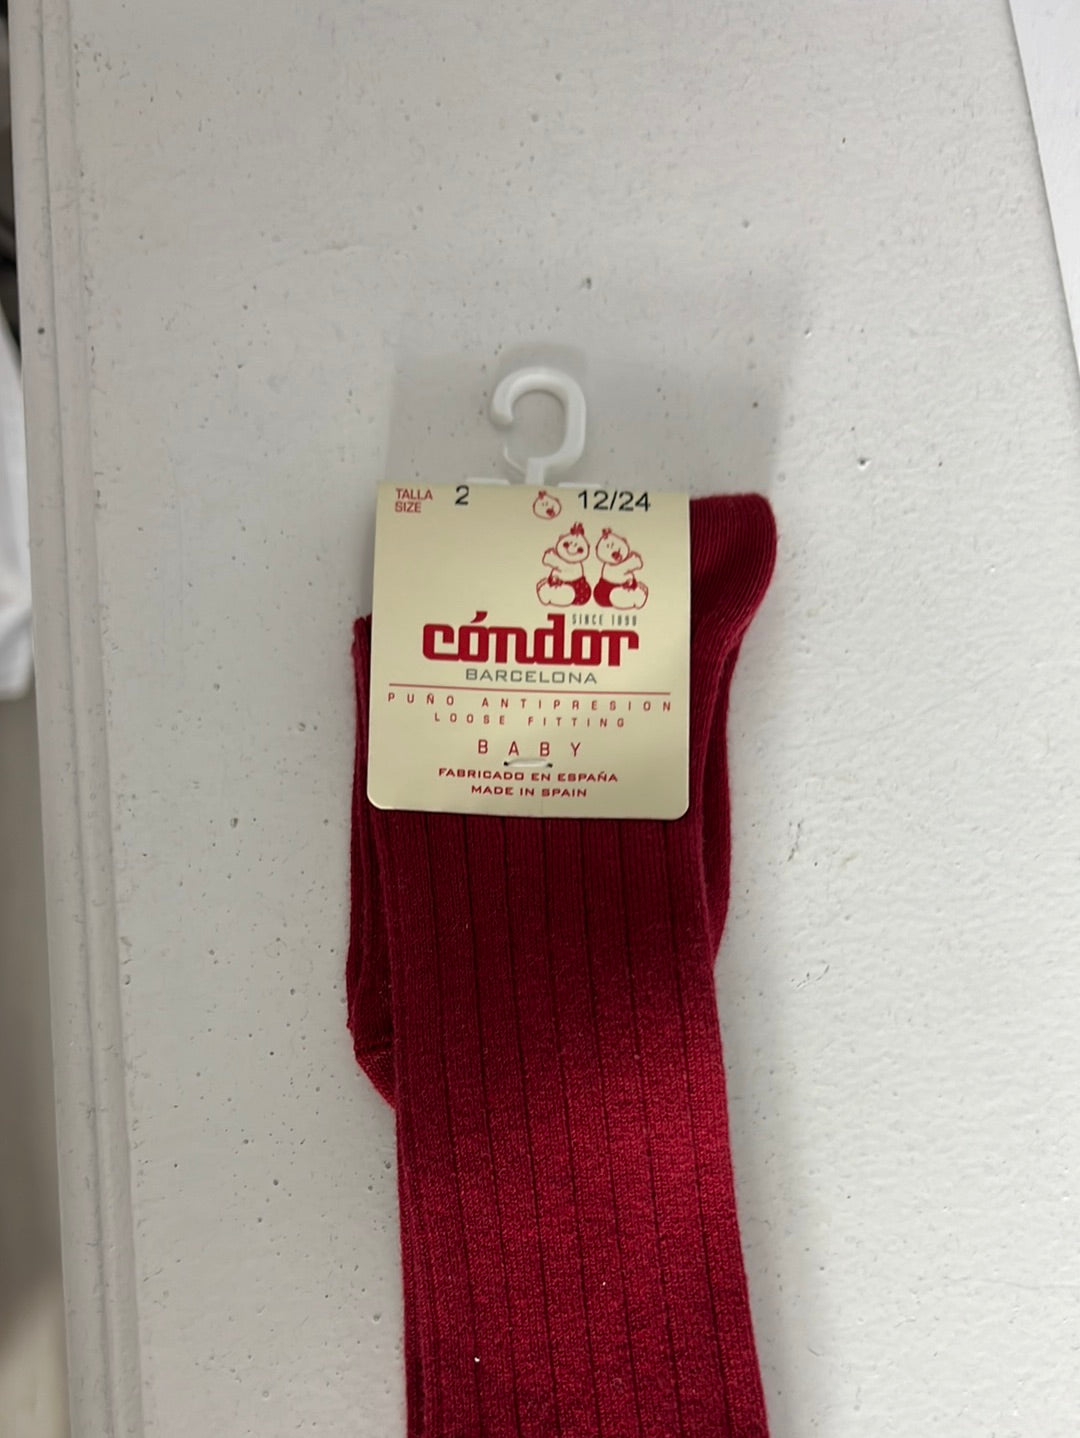 TALLA 2 12/24
SIZE
SINCE 1898
cóndor
BARCELONA
PUÑO ANTIPRESION
LOOSE FITTING
BABY
FABRICADO EN ESPAÑA
MADE IN SPAIN